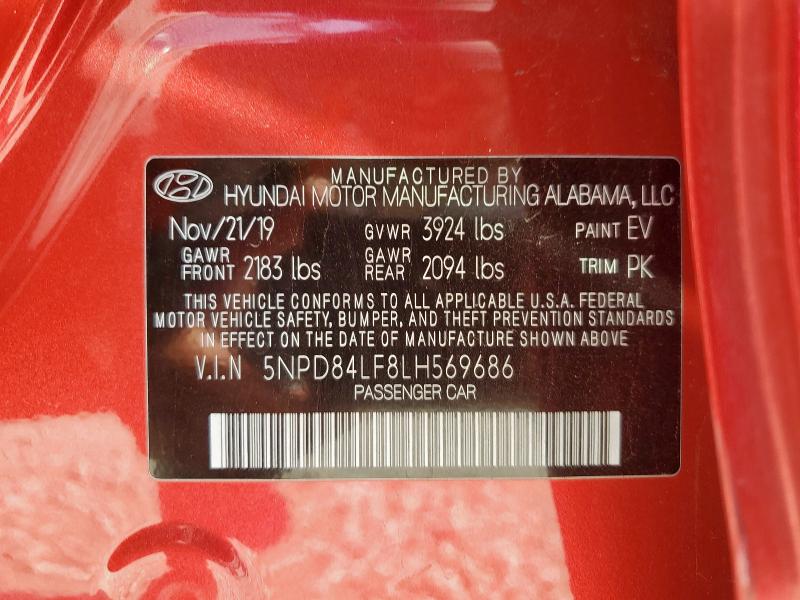 MANUFACTURED BY
HYUNDAI MOTOR MANUFACTURING ALABAMA, LLC
Nov/21/19 GVWR 3924 lbs PAINT EV
GAWR FRONT 2183 lbs GAWR REAR 2094 lbs TRIM PK
THIS VEHICLE CONFORMS TO ALL APPLICABLE U.S.A. FEDERAL
MOTOR VEHICLE SAFETY, BUMPER, AND THEFT PREVENTION STANDARDS
IN EFFECT ON THE DATE OF MANUFACTURE SHOWN ABOVE
V.I.N 5NPD84LF8LH569686
PASSENGER CAR